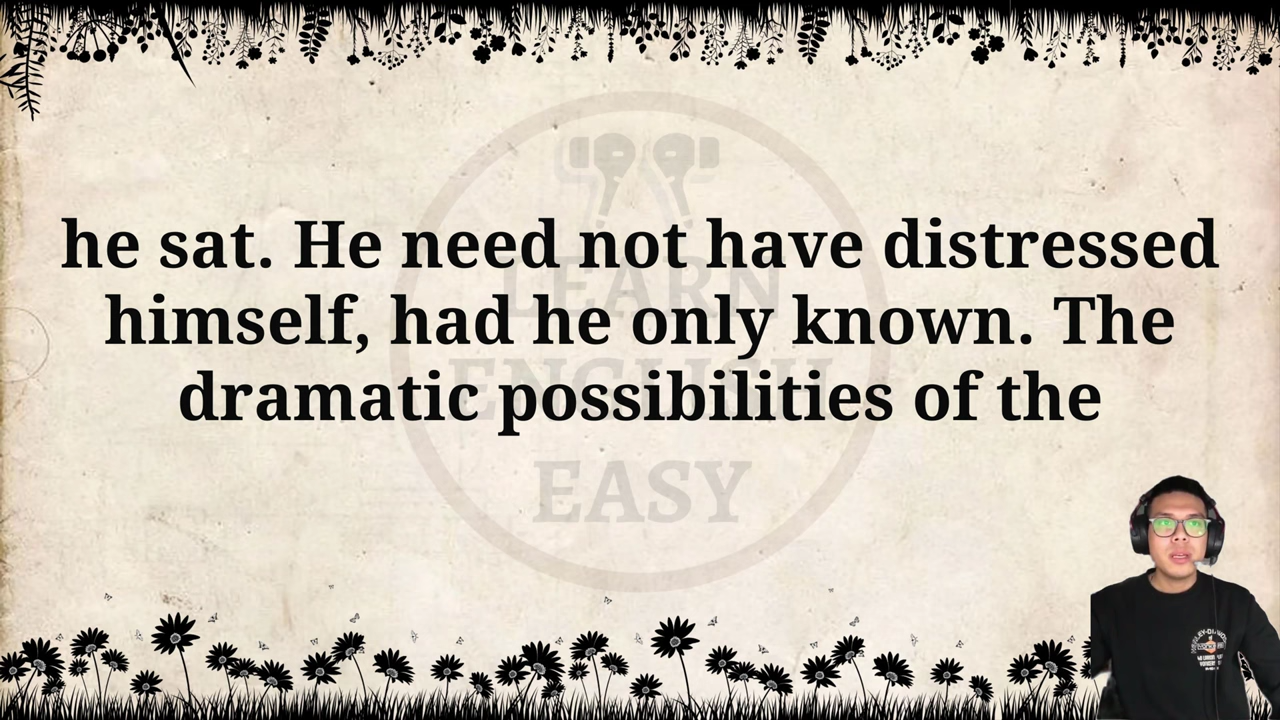 he sat. He need not have distressed
himself, had he only known. The
dramatic possibilities of the
LEARN
ENGLISH
EASY